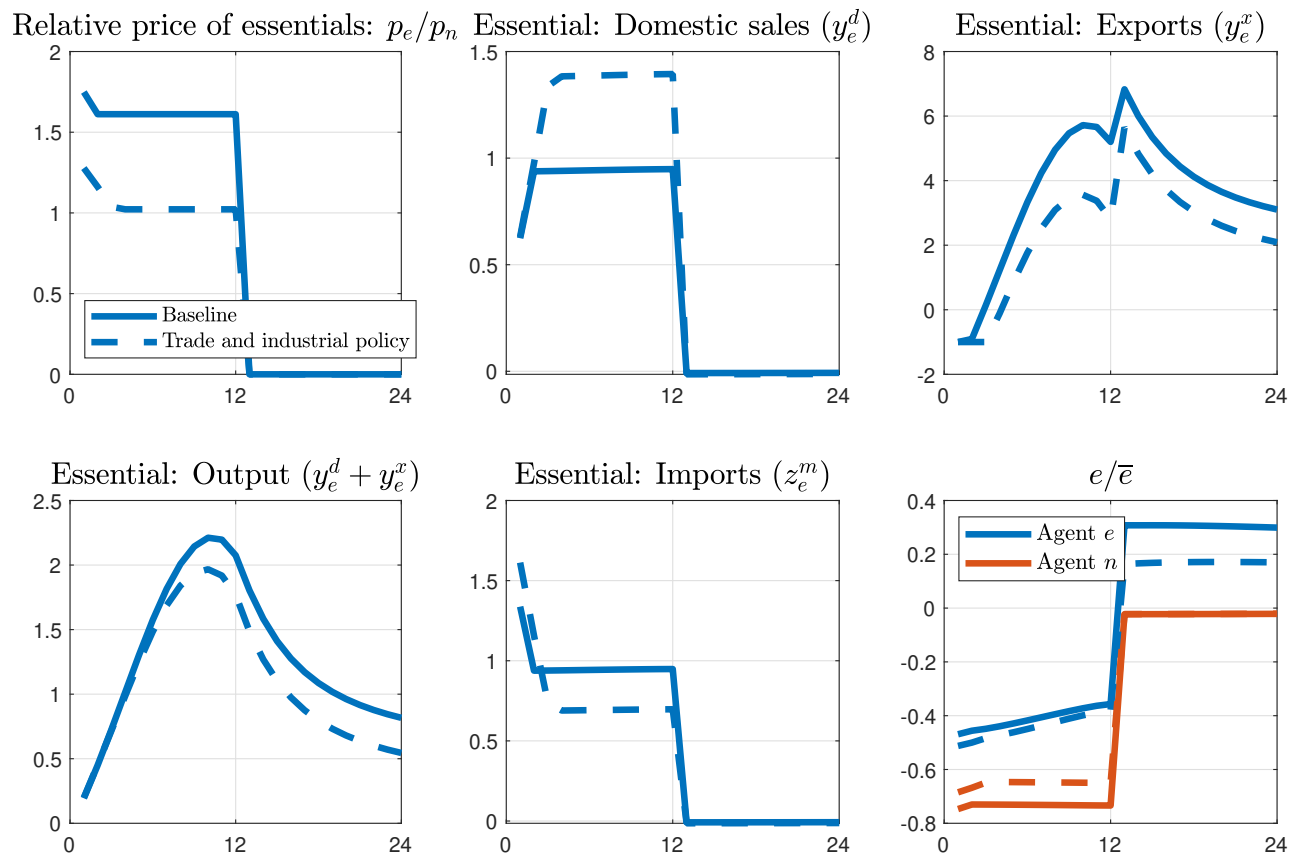 Relative price of essentials: p_e/p_n
2
1.5
1
0.5
0
0 12 24
Baseline
Trade and industrial policy
Essential: Domestic sales (y_e^d)
1.5
1
0.5
0
0 12 24
Essential: Exports (y_e^x)
8
6
4
2
0
-2
0 12 24
Essential: Output (y_e^d + y_e^x)
2.5
2
1.5
1
0.5
0
0 12 24
Essential: Imports (z_e^m)
2
1.5
1
0.5
0
0 12 24
e/e̅
0.4
0.2
0
-0.2
-0.4
-0.6
-0.8
0 12 24
Agent e
Agent n